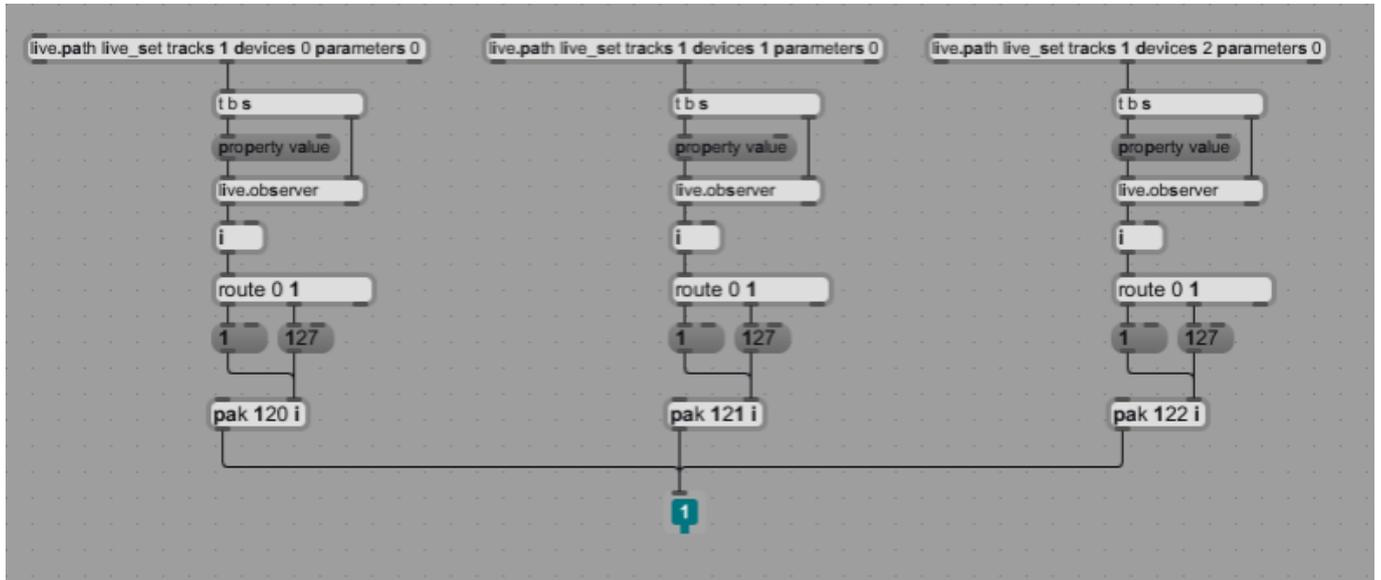 live.path live_set tracks 1 devices 0 parameters 0
live.path live_set tracks 1 devices 1 parameters 0
live.path live_set tracks 1 devices 2 parameters 0
t b s
t b s
t b s
property value
property value
property value
live.observer
live.observer
live.observer
i
i
i
route 0 1
route 0 1
route 0 1
1
127
1
127
1
127
pak 120 i
pak 121 i
pak 122 i
1